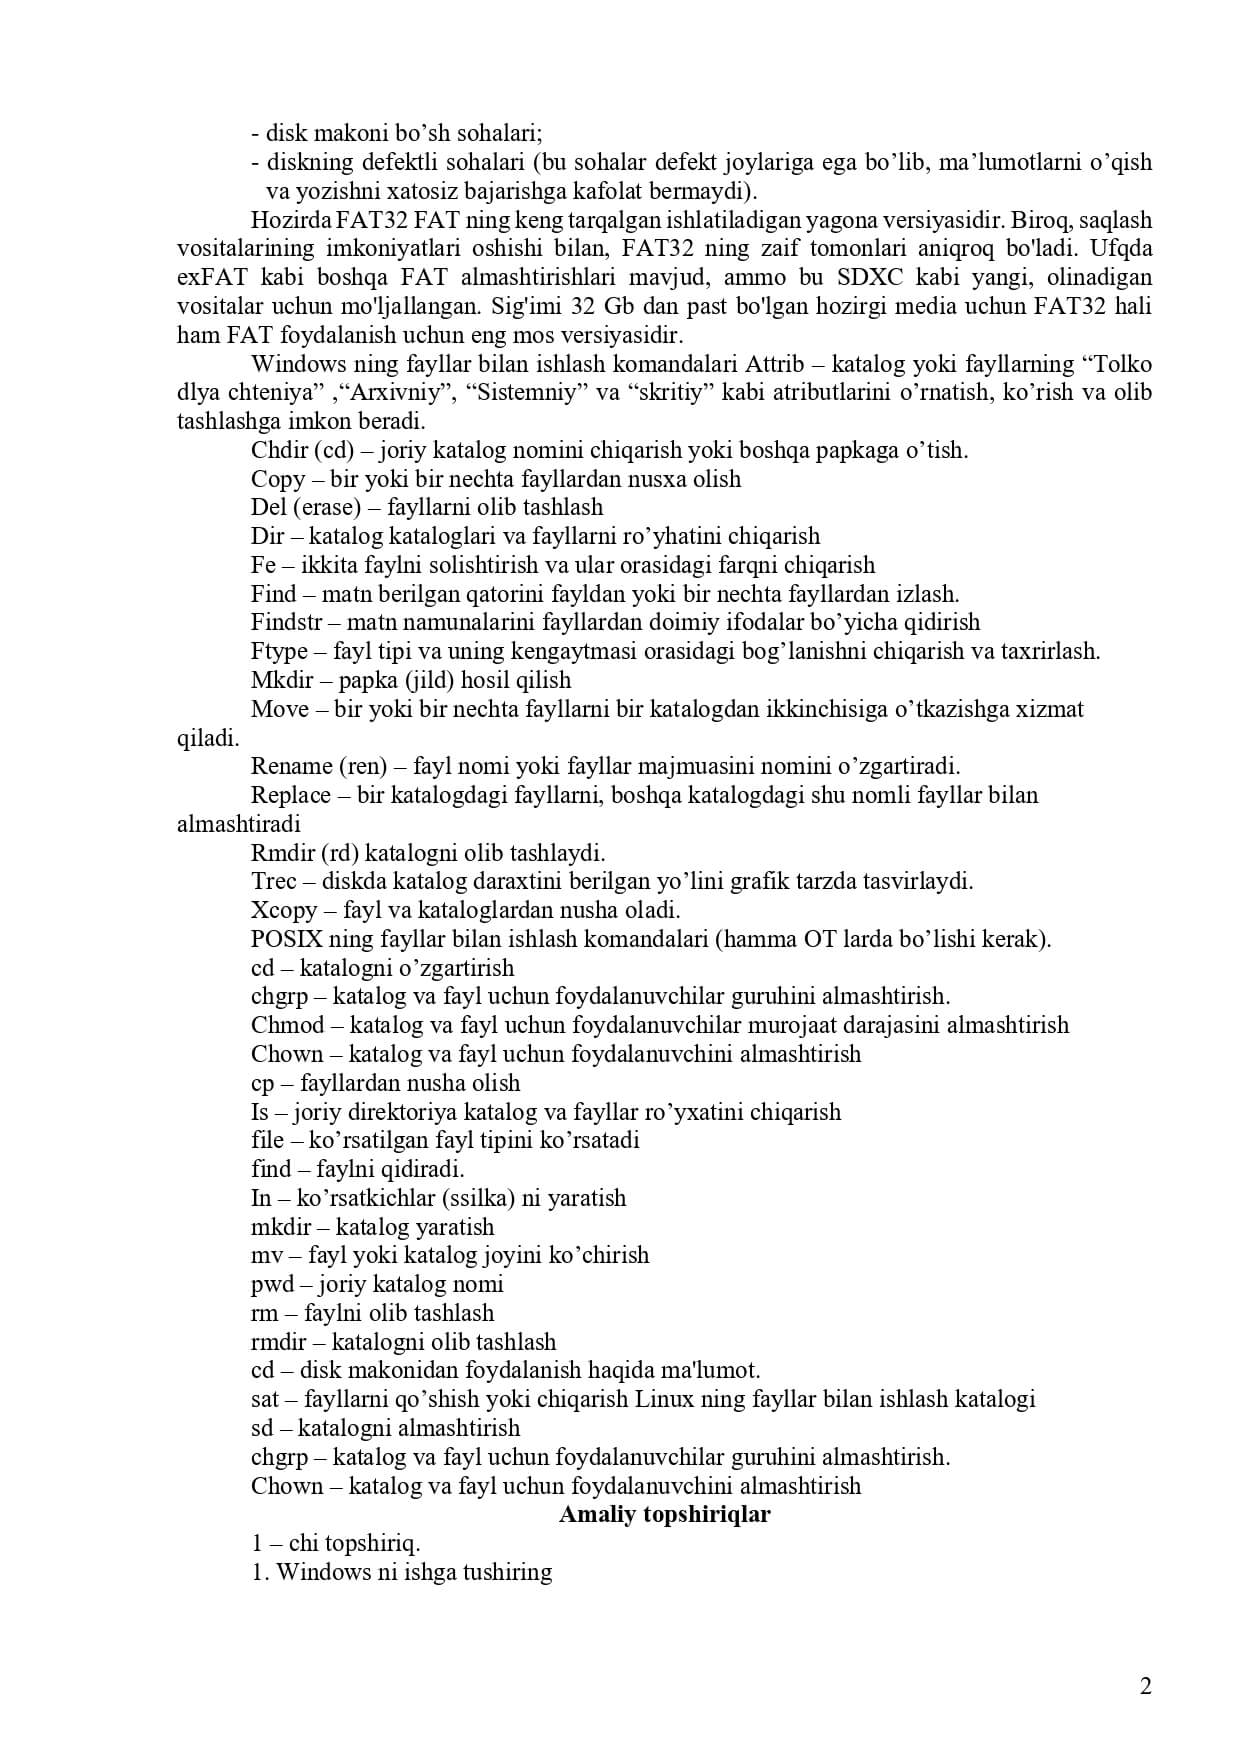 - disk makoni bo’sh sohalari;
- diskning defektli sohalari (bu sohalar defekt joylariga ega bo’lib, ma’lumotlarni o’qish
va yozishni xatosiz bajarishga kafolat bermaydi).
Hozirda FAT32 FAT ning keng tarqalgan ishlatiladigan yagona versiyasidir. Biroq, saqlash
vositalarining imkoniyatlari oshishi bilan, FAT32 ning zaif tomonlari aniqroq bo'ladi. Ufqda
exFAT kabi boshqa FAT almashtirishlari mavjud, ammo bu SDXC kabi yangi, olinadigan
vositalar uchun mo'ljallangan. Sig'imi 32 Gb dan past bo'lgan hozirgi media uchun FAT32 hali
ham FAT foydalanish uchun eng mos versiyasidir.
Windows ning fayllar bilan ishlash komandalari Attrib – katalog yoki fayllarning “Tolko
dlya chteniya” ,“Arxivniy”, “Sistemniy” va “skritiy” kabi atributlarini o’rnatish, ko’rish va olib
tashlashga imkon beradi.
Chdir (cd) – joriy katalog nomini chiqarish yoki boshqa papkaga o’tish.
Copy – bir yoki bir nechta fayllardan nusxa olish
Del (erase) – fayllarni olib tashlash
Dir – katalog kataloglari va fayllarni ro’yhatini chiqarish
Fe – ikkita faylni solishtirish va ular orasidagi farqni chiqarish
Find – matn berilgan qatorini fayldan yoki bir nechta fayllardan izlash.
Findstr – matn namunalarini fayllardan doimiy ifodalar bo’yicha qidirish
Ftype – fayl tipi va uning kengaytmasi orasidagi bog’lanishni chiqarish va taxrirlash.
Mkdir – papka (jild) hosil qilish
Move – bir yoki bir nechta fayllarni bir katalogdan ikkinchisiga o’tkazishga xizmat
qiladi.
Rename (ren) – fayl nomi yoki fayllar majmuasini nomini o’zgartiradi.
Replace – bir katalogdagi fayllarni, boshqa katalogdagi shu nomli fayllar bilan
almashtiradi
Rmdir (rd) katalogni olib tashlaydi.
Trec – diskda katalog daraxtini berilgan yo’lini grafik tarzda tasvirlaydi.
Xcopy – fayl va kataloglardan nusha oladi.
POSIX ning fayllar bilan ishlash komandalari (hamma OT larda bo’lishi kerak).
cd – katalogni o’zgartirish
chgrp – katalog va fayl uchun foydalanuvchilar guruhini almashtirish.
Chmod – katalog va fayl uchun foydalanuvchilar murojaat darajasini almashtirish
Chown – katalog va fayl uchun foydalanuvchini almashtirish
cp – fayllardan nusha olish
Is – joriy direktoriya katalog va fayllar ro’yxatini chiqarish
file – ko’rsatilgan fayl tipini ko’rsatadi
find – faylni qidiradi.
In – ko’rsatkichlar (ssilka) ni yaratish
mkdir – katalog yaratish
mv – fayl yoki katalog joyini ko’chirish
pwd – joriy katalog nomi
rm – faylni olib tashlash
rmdir – katalogni olib tashlash
cd – disk makonidan foydalanish haqida ma'lumot.
sat – fayllarni qo’shish yoki chiqarish Linux ning fayllar bilan ishlash katalogi
sd – katalogni almashtirish
chgrp – katalog va fayl uchun foydalanuvchilar guruhini almashtirish.
Chown – katalog va fayl uchun foydalanuvchini almashtirish
Amaliy topshiriqlar
1 – chi topshiriq.
1. Windows ni ishga tushiring
2